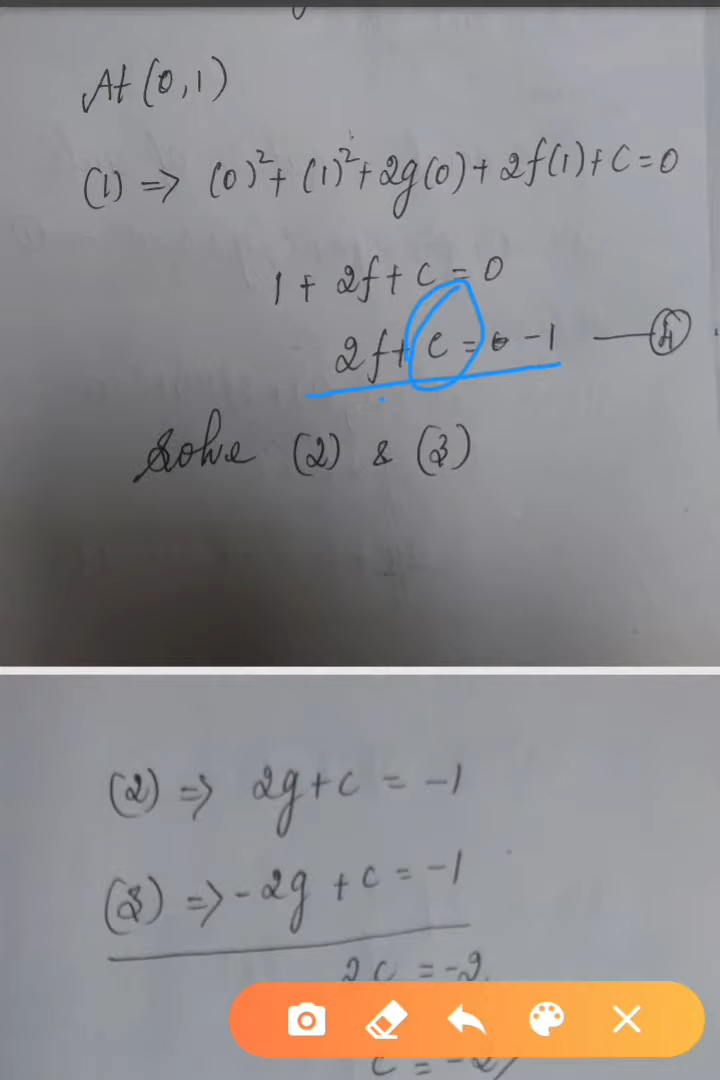 At (0,1)
(1) => (0)²+ (1)²+ 2g(0)+ 2f(1)+C=0
1 + 2f + C = 0
2f+ C = -1 —(4)
Solve (2) & (3)
(2) => 2g+c = -1
(3) => -2g +c = -1
2c = -2
c = -2/